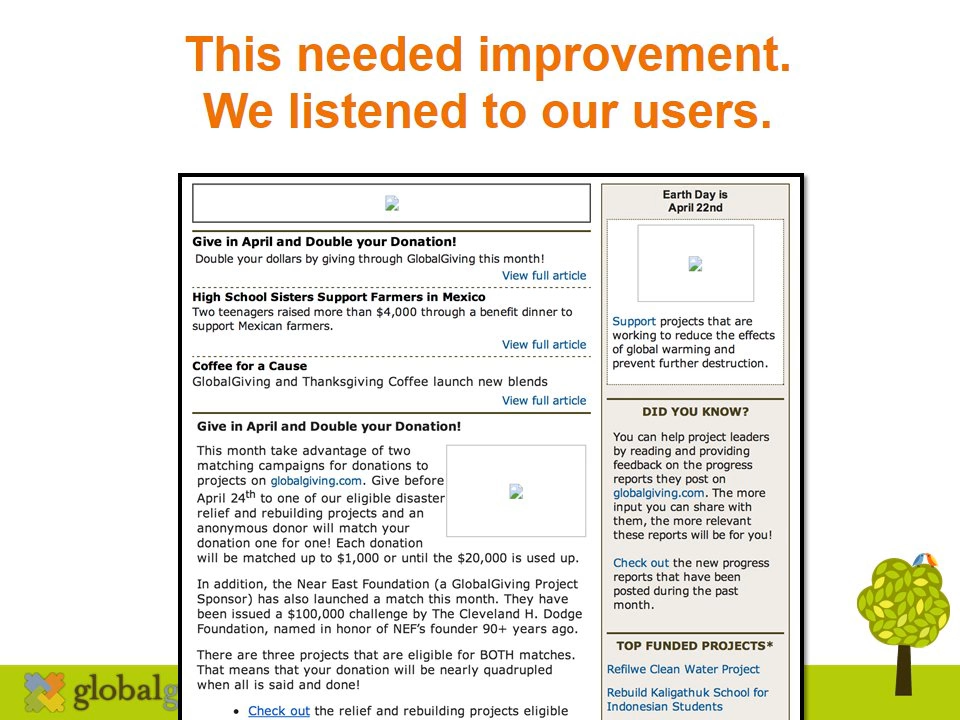 This needed improvement.
We listened to our users.
Give in April and Double your Donation!
Double your dollars by giving through GlobalGiving this month!
View full article
High School Sisters Support Farmers in Mexico
Two teenagers raised more than $4,000 through a benefit dinner to
support Mexican farmers.
View full article
Coffee for a Cause
GlobalGiving and Thanksgiving Coffee launch new blends
View full article
Give in April and Double your Donation!
This month take advantage of two
matching campaigns for donations to
projects on globalgiving.com. Give before
April 24th to one of our eligible disaster
relief and rebuilding projects and an
anonymous donor will match your
donation one for one! Each donation
will be matched up to $1,000 or until the $20,000 is used up.
In addition, the Near East Foundation (a GlobalGiving Project
Sponsor) has also launched a match this month. They have
been issued a $100,000 challenge by The Cleveland H. Dodge
Foundation, named in honor of NEF's founder 90+ years ago.
There are three projects that are eligible for BOTH matches.
That means that your donation will be nearly quadrupled
when all is said and done!
• Check out the relief and rebuilding projects eligible
Earth Day is
April 22nd
Support projects that are
working to reduce the effects
of global warming and
prevent further destruction.
DID YOU KNOW?
You can help project leaders
by reading and providing
feedback on the progress
reports they post on
globalgiving.com. The more
input you can share with
them, the more relevant
these reports will be for you!
Check out the new progress
reports that have been
posted during the past
month.
TOP FUNDED PROJECTS*
Refilwe Clean Water Project
Rebuild Kaligathuk School for
Indonesian Students
globalg